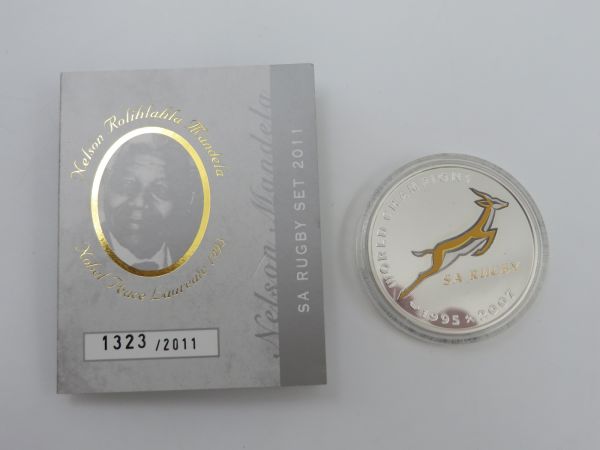 Nelson Rolihlahla Mandela
Nobel Peace Laureate 1993
1323 /2011
Nelson Mandela
SA RUGBY SET 2011
WORLD CHAMPIONS
SA RUGBY
1995 2007